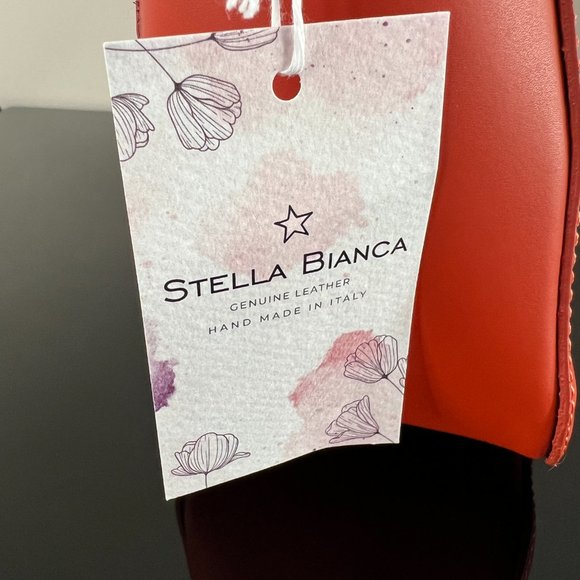 STELLA BIANCA
GENUINE LEATHER
HAND MADE IN ITALY